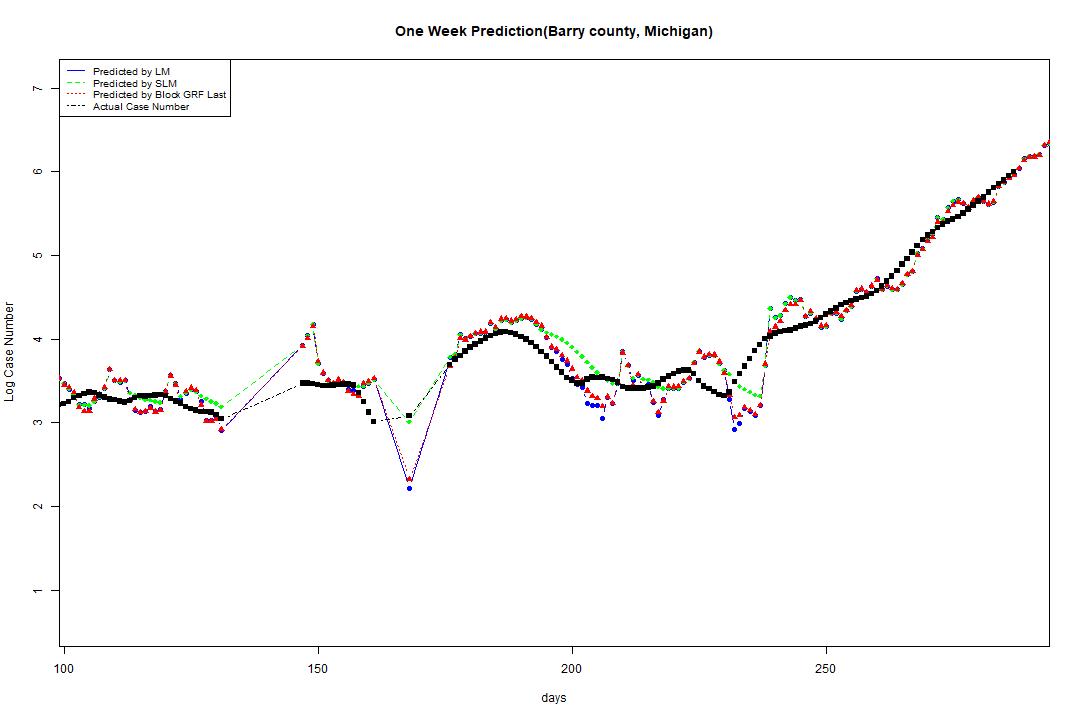 One Week Prediction(Barry county, Michigan)
Predicted by LM
Predicted by SLM
Predicted by Block GRF Last
Actual Case Number
7
6
5
4
3
2
1
Log Case Number
100 150 200 250
days